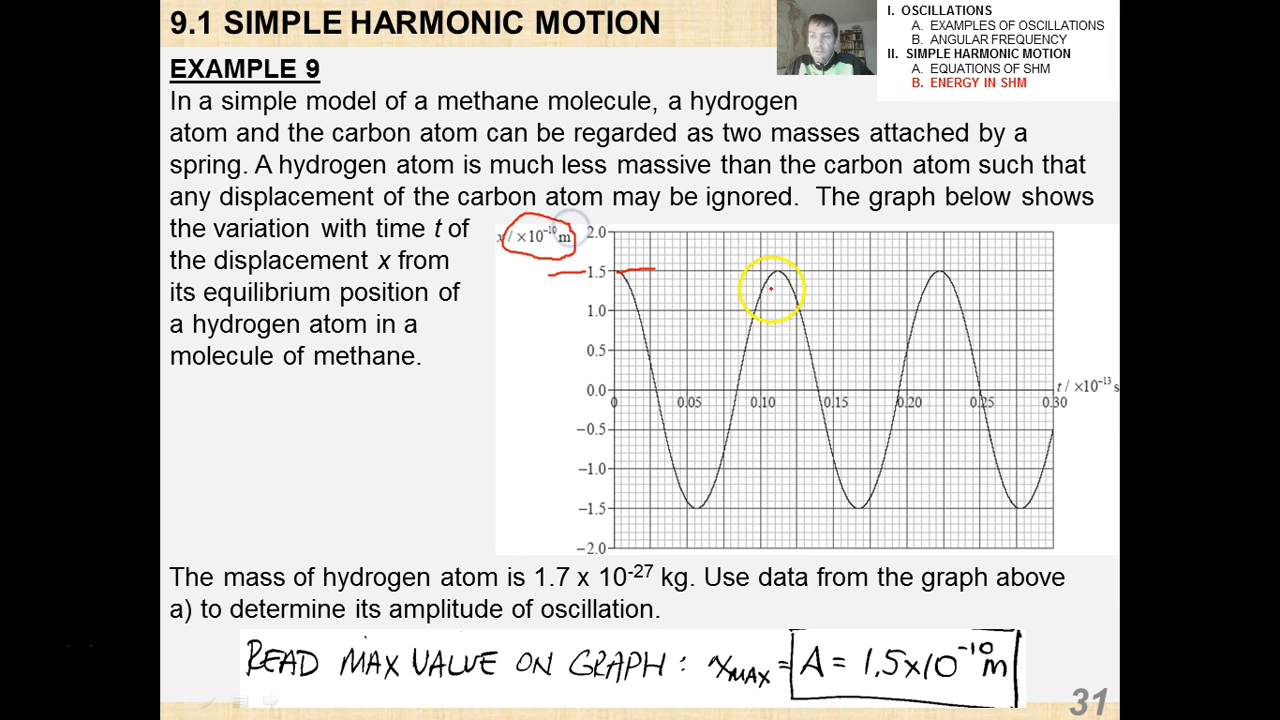 9.1 SIMPLE HARMONIC MOTION
I. OSCILLATIONS
A. EXAMPLES OF OSCILLATIONS
B. ANGULAR FREQUENCY
II. SIMPLE HARMONIC MOTION
A. EQUATIONS OF SHM
B. ENERGY IN SHM
EXAMPLE 9
In a simple model of a methane molecule, a hydrogen
atom and the carbon atom can be regarded as two masses attached by a
spring. A hydrogen atom is much less massive than the carbon atom such that
any displacement of the carbon atom may be ignored. The graph below shows
the variation with time t of
the displacement x from
its equilibrium position of
a hydrogen atom in a
molecule of methane.
x / ×10⁻¹⁰ m
2.0
1.5
1.0
0.5
0.0
−0.5
−1.0
−1.5
−2.0
0 0.05 0.10 0.15 0.20 0.25 0.30
t / ×10⁻¹³ s
The mass of hydrogen atom is 1.7 x 10⁻²⁷ kg. Use data from the graph above
a) to determine its amplitude of oscillation.
READ MAX VALUE ON GRAPH : xMAX = A = 1.5x10⁻¹⁰ m
31